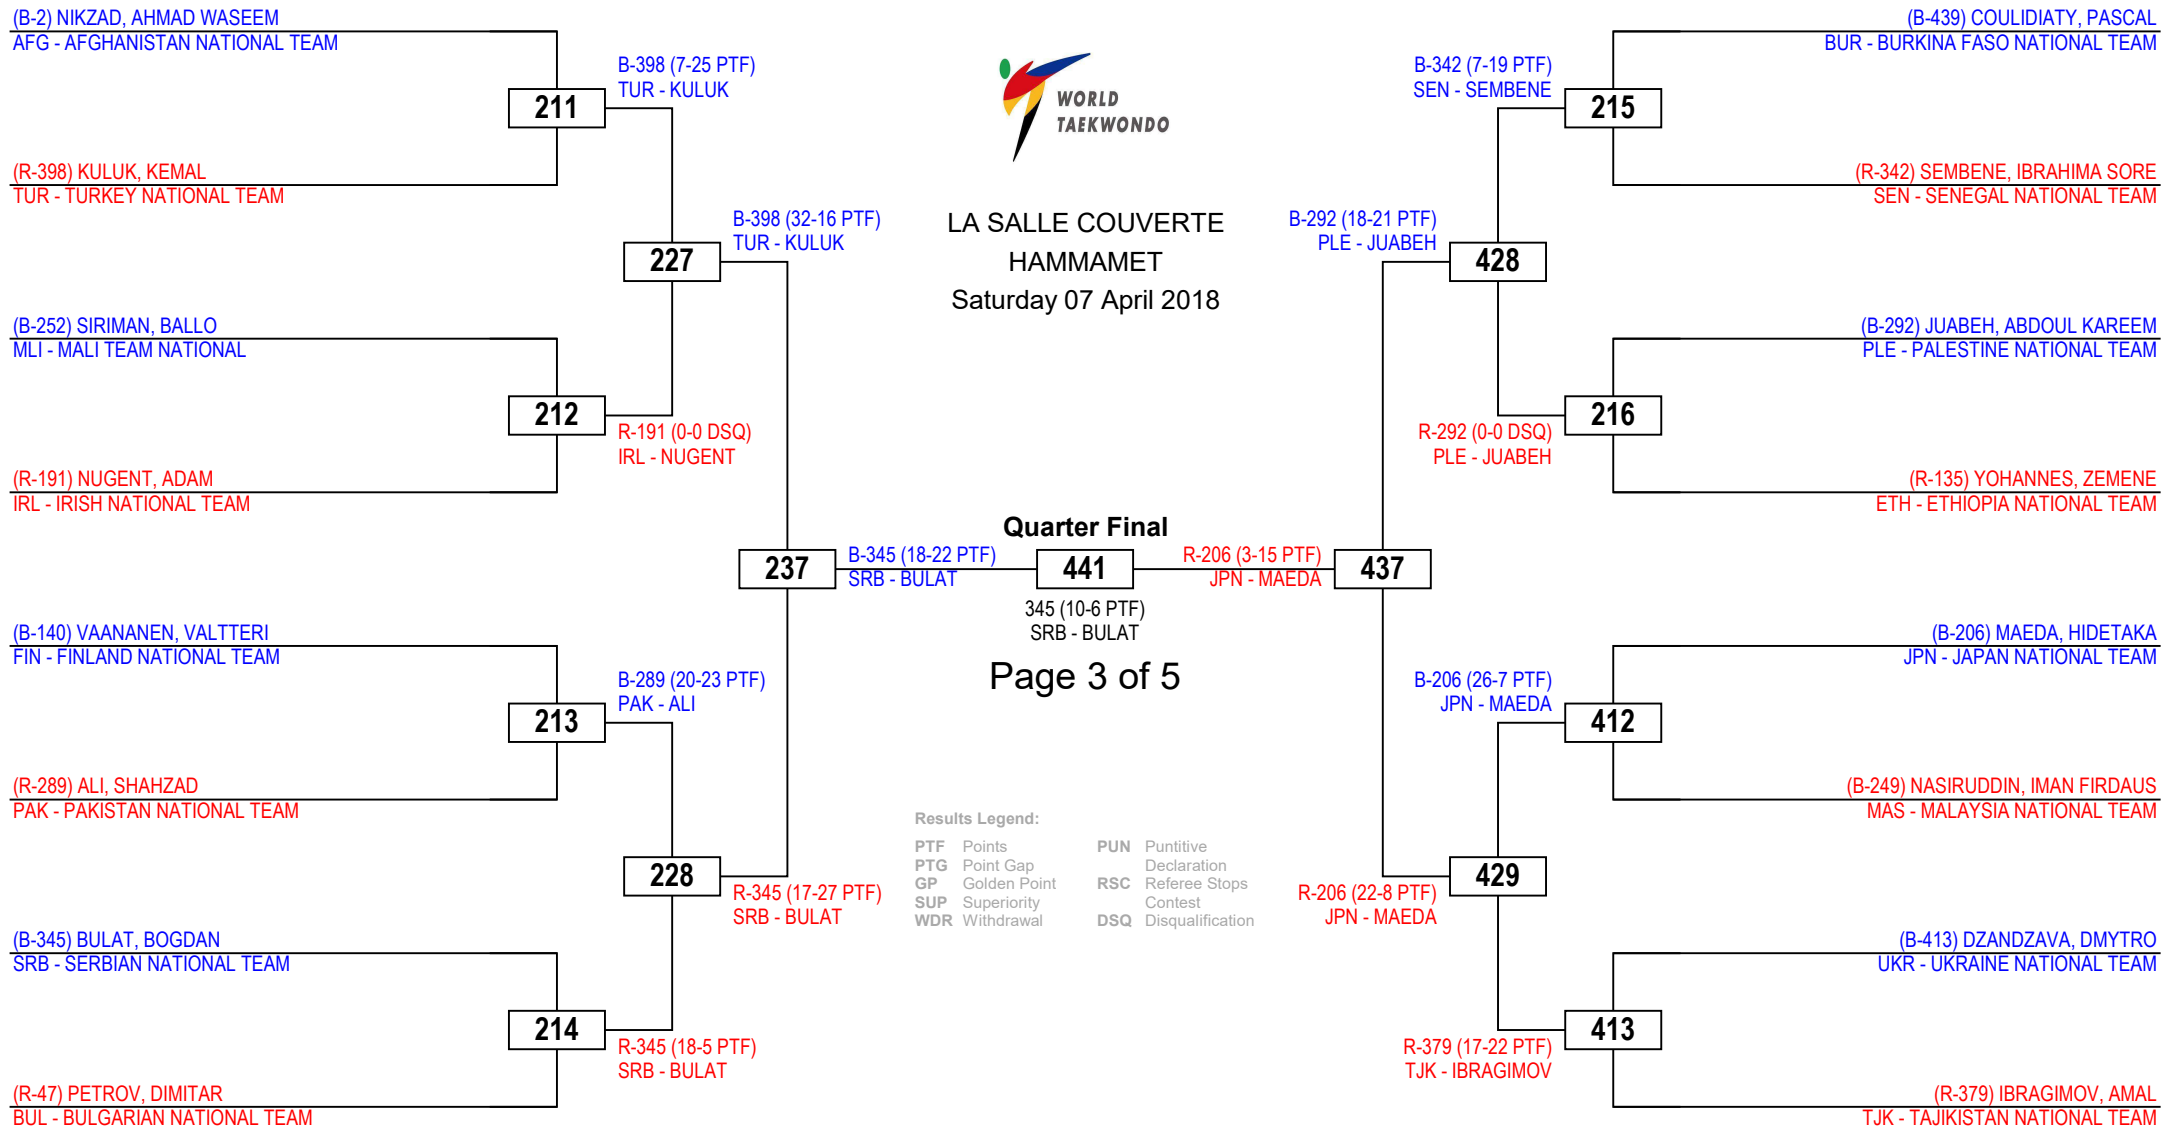 (B-2) NIKZAD, AHMAD WASEEM
AFG - AFGHANISTAN NATIONAL TEAM
B-398 (7-25 PTF)
TUR - KULUK
211
(R-398) KULUK, KEMAL
TUR - TURKEY NATIONAL TEAM
B-398 (32-16 PTF)
TUR - KULUK
227
(B-252) SIRIMAN, BALLO
MLI - MALI TEAM NATIONAL
212
R-191 (0-0 DSQ)
IRL - NUGENT
(R-191) NUGENT, ADAM
IRL - IRISH NATIONAL TEAM
237
B-345 (18-22 PTF)
SRB - BULAT
(B-140) VAANANEN, VALTTERI
FIN - FINLAND NATIONAL TEAM
B-289 (20-23 PTF)
PAK - ALI
213
(R-289) ALI, SHAHZAD
PAK - PAKISTAN NATIONAL TEAM
228
R-345 (17-27 PTF)
SRB - BULAT
(B-345) BULAT, BOGDAN
SRB - SERBIAN NATIONAL TEAM
214
R-345 (18-5 PTF)
SRB - BULAT
(R-47) PETROV, DIMITAR
BUL - BULGARIAN NATIONAL TEAM
WORLD
TAEKWONDO
LA SALLE COUVERTE
HAMMAMET
Saturday 07 April 2018
Quarter Final
441
345 (10-6 PTF)
SRB - BULAT
Page 3 of 5
Results Legend:
PTF Points
PTG Point Gap
GP Golden Point
SUP Superiority
WDR Withdrawal
PUN Puntitive
Declaration
RSC Referee Stops
Contest
DSQ Disqualification
(B-439) COULIDIATY, PASCAL
BUR - BURKINA FASO NATIONAL TEAM
B-342 (7-19 PTF)
SEN - SEMBENE
215
(R-342) SEMBENE, IBRAHIMA SORE
SEN - SENEGAL NATIONAL TEAM
B-292 (18-21 PTF)
PLE - JUABEH
428
(B-292) JUABEH, ABDOUL KAREEM
PLE - PALESTINE NATIONAL TEAM
216
R-292 (0-0 DSQ)
PLE - JUABEH
(R-135) YOHANNES, ZEMENE
ETH - ETHIOPIA NATIONAL TEAM
R-206 (3-15 PTF)
JPN - MAEDA
437
(B-206) MAEDA, HIDETAKA
JPN - JAPAN NATIONAL TEAM
B-206 (26-7 PTF)
JPN - MAEDA
412
(B-249) NASIRUDDIN, IMAN FIRDAUS
MAS - MALAYSIA NATIONAL TEAM
429
R-206 (22-8 PTF)
JPN - MAEDA
(B-413) DZANDZAVA, DMYTRO
UKR - UKRAINE NATIONAL TEAM
413
R-379 (17-22 PTF)
TJK - IBRAGIMOV
(R-379) IBRAGIMOV, AMAL
TJK - TAJIKISTAN NATIONAL TEAM